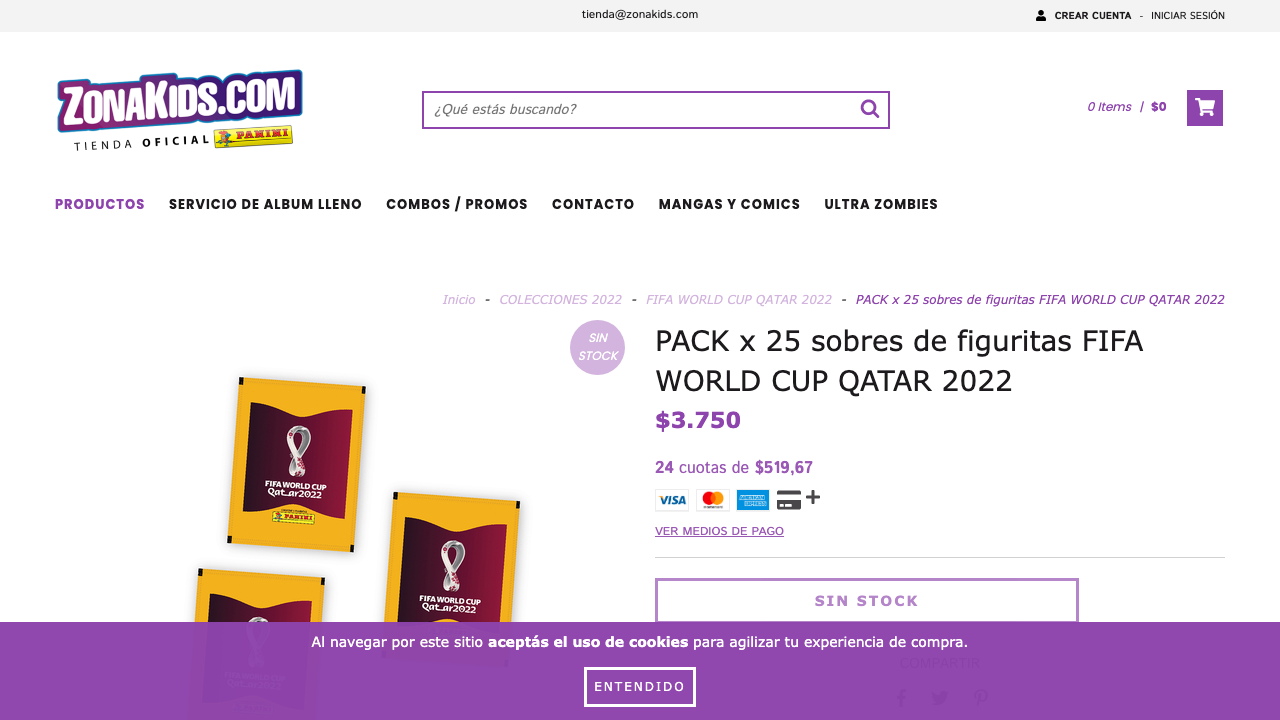 tienda@zonakids.com
CREAR CUENTA - INICIAR SESIÓN
ZONAKIDS.COM
TIENDA OFICIAL PANINI
¿Qué estás buscando?
0 Items / $0
PRODUCTOS SERVICIO DE ALBUM LLENO COMBOS / PROMOS CONTACTO MANGAS Y COMICS ULTRA ZOMBIES
Inicio - COLECCIONES 2022 - FIFA WORLD CUP QATAR 2022 - PACK x 25 sobres de figuritas FIFA WORLD CUP QATAR 2022
SIN
STOCK
FIFA WORLD CUP
Qatar2022
PANINI
FIFA WORLD CUP
Qatar2022
PACK x 25 sobres de figuritas FIFA
WORLD CUP QATAR 2022
$3.750
24 cuotas de $519,67
VISA
VER MEDIOS DE PAGO
SIN STOCK
COMPARTIR
Al navegar por este sitio aceptás el uso de cookies para agilizar tu experiencia de compra.
ENTENDIDO